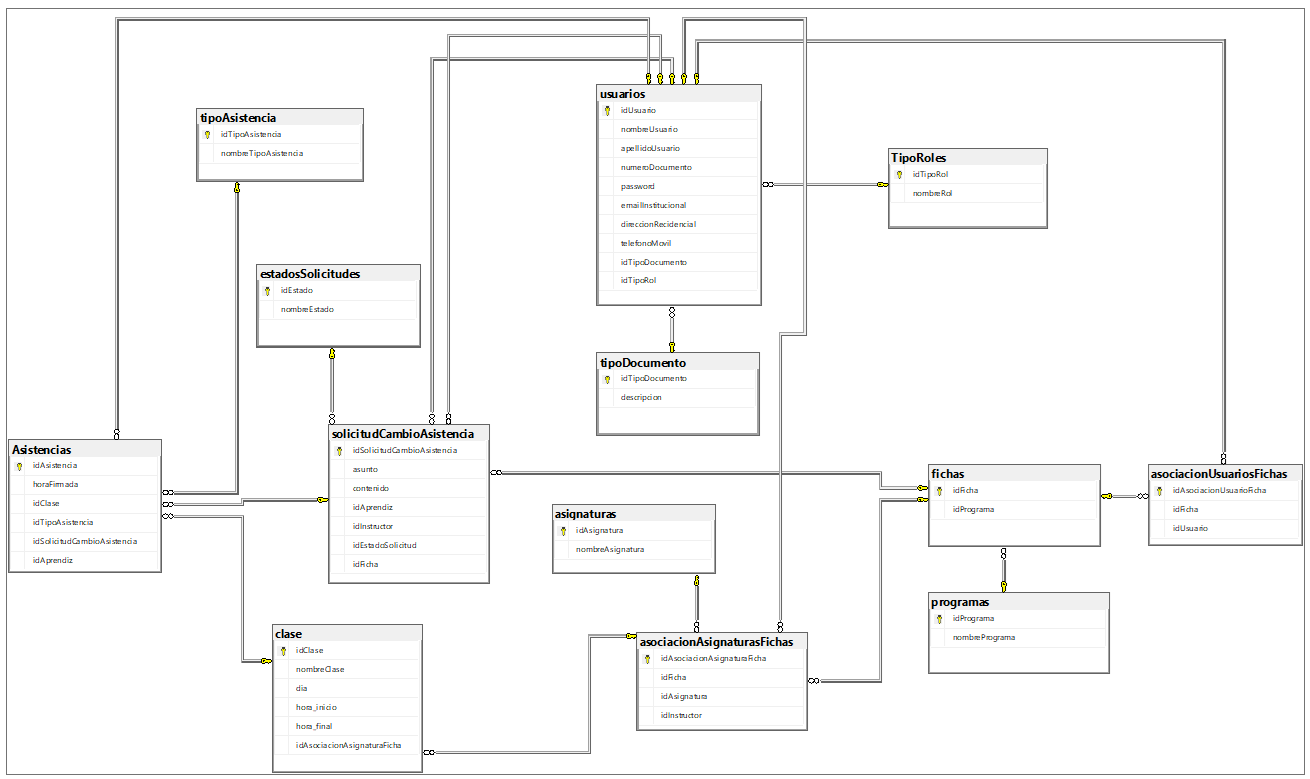 usuarios
idUsuario
nombreUsuario
apellidoUsuario
numeroDocumento
password
emailInstitucional
direccionRecidencial
telefonoMovil
idTipoDocumento
idTipoRol
tipoAsistencia
idTipoAsistencia
nombreTipoAsistencia
TipoRoles
idTipoRol
nombreRol
estadosSolicitudes
idEstado
nombreEstado
tipoDocumento
idTipoDocumento
descripcion
solicitudCambioAsistencia
idSolicitudCambioAsistencia
asunto
contenido
idAprendiz
idInstructor
idEstadoSolicitud
idFicha
Asistencias
idAsistencia
horaFirmada
idClase
idTipoAsistencia
idSolicitudCambioAsistencia
idAprendiz
fichas
idFicha
idPrograma
asociacionUsuariosFichas
idAsociacionUsuarioFicha
idFicha
idUsuario
asignaturas
idAsignatura
nombreAsignatura
programas
idPrograma
nombrePrograma
clase
idClase
nombreClase
dia
hora_inicio
hora_final
idAsociacionAsignaturaFicha
asociacionAsignaturasFichas
idAsociacionAsignaturaFicha
idFicha
idAsignatura
idInstructor